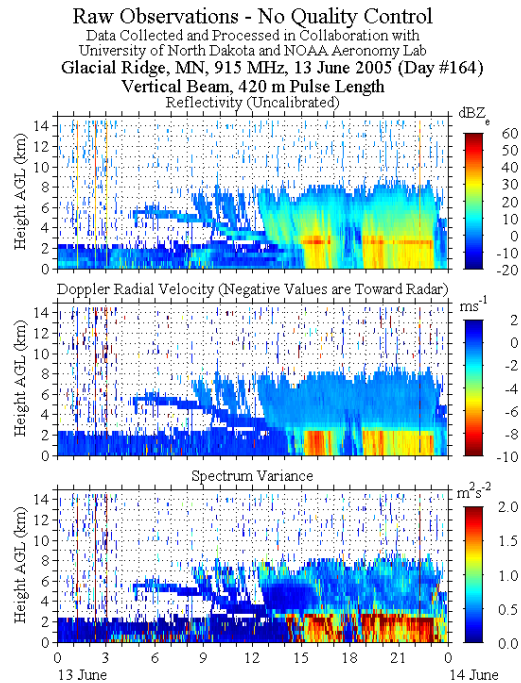 Raw Observations - No Quality Control
Data Collected and Processed in Collaboration with
University of North Dakota and NOAA Aeronomy Lab
Glacial Ridge, MN, 915 MHz, 13 June 2005 (Day #164)
Vertical Beam, 420 m Pulse Length
Reflectivity (Uncalibrated)
dBZe
Height AGL (km)
14
12
10
8
6
4
2
0
60
50
40
30
20
10
0
-10
-20
Doppler Radial Velocity (Negative Values are Toward Radar)
ms-1
Height AGL (km)
14
12
10
8
6
4
2
0
2
0
-2
-4
-6
-8
-10
Spectrum Variance
m2s-2
Height AGL (km)
14
12
10
8
6
4
2
0
2.0
1.5
1.0
0.5
0.0
0 3 6 9 12 15 18 21 0
13 June 14 June